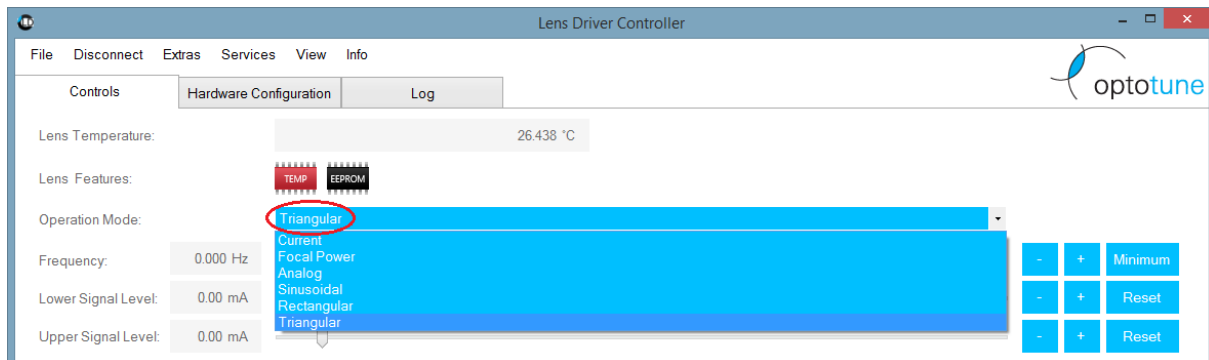 Lens Driver Controller
File Disconnect Extras Services View Info
optotune
Controls Hardware Configuration Log
Lens Temperature: 26.438 °C
Lens Features: TEMP EEPROM
Operation Mode: Triangular
Current
Focal Power
Analog
Sinusoidal
Rectangular
Triangular
Frequency: 0.000 Hz - + Minimum
Lower Signal Level: 0.00 mA - + Reset
Upper Signal Level: 0.00 mA - + Reset